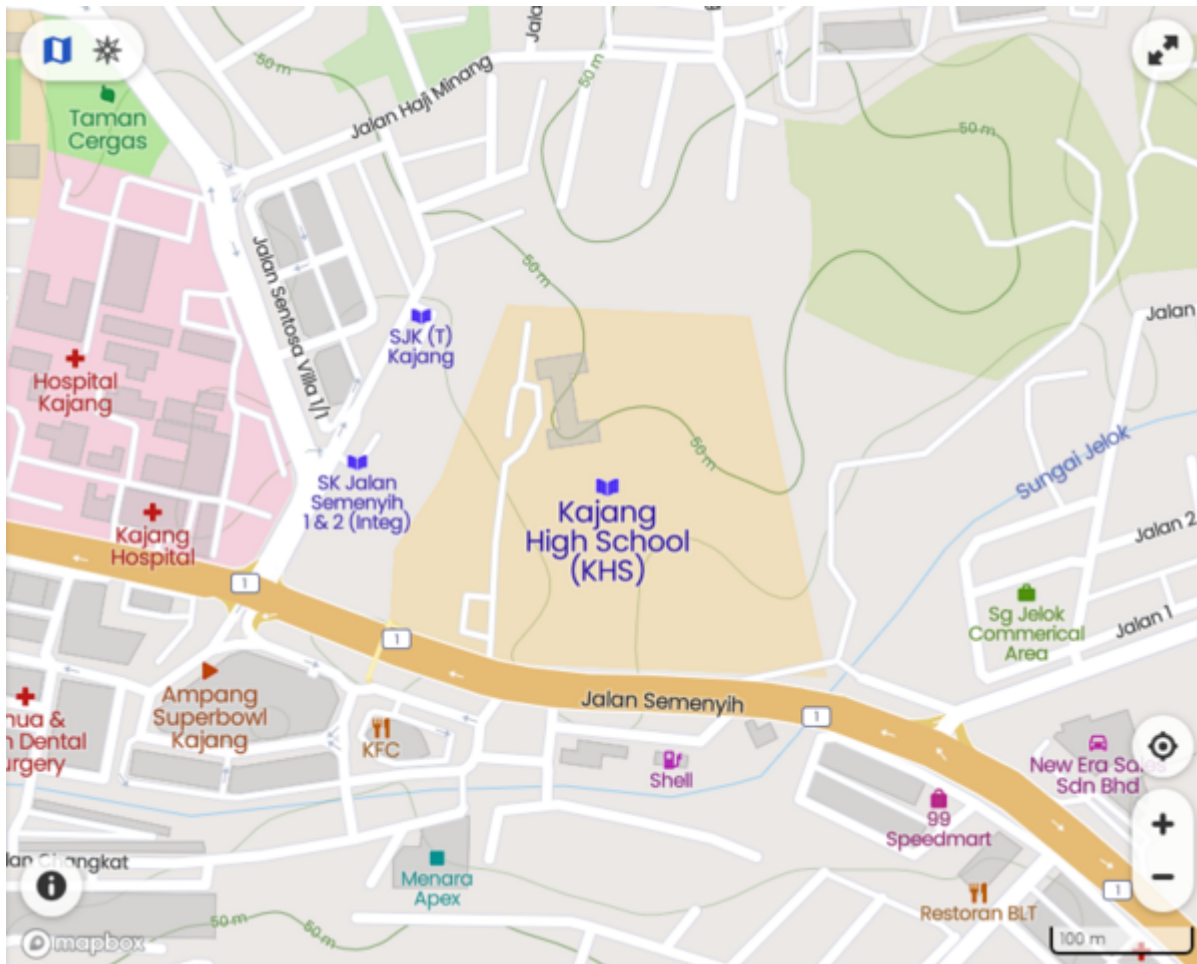 50 m
Jalan
Taman
Cergas
Jalan Haji Minang
50 m
50 m
Jalan Sentosa Villa 1/1
Jalan
SJK (T)
Kajang
Hospital
Kajang
50 m
Sungai Jelok
SK Jalan
Semenyih
1 & 2 (Integ)
Kajang
High School
(KHS)
Kajang
Hospital
Jalan 2
1
Sg Jelok
Commerical
Area
Jalan 1
1
Ampang
Superbowl
Kajang
Jalan Semenyih
1
Dental
KFC
Shell
New Era Sales
Sdn Bhd
99
Speedmart
Menara
Apex
1
Restoran BLT
50 m
50 m
100 m
mapbox